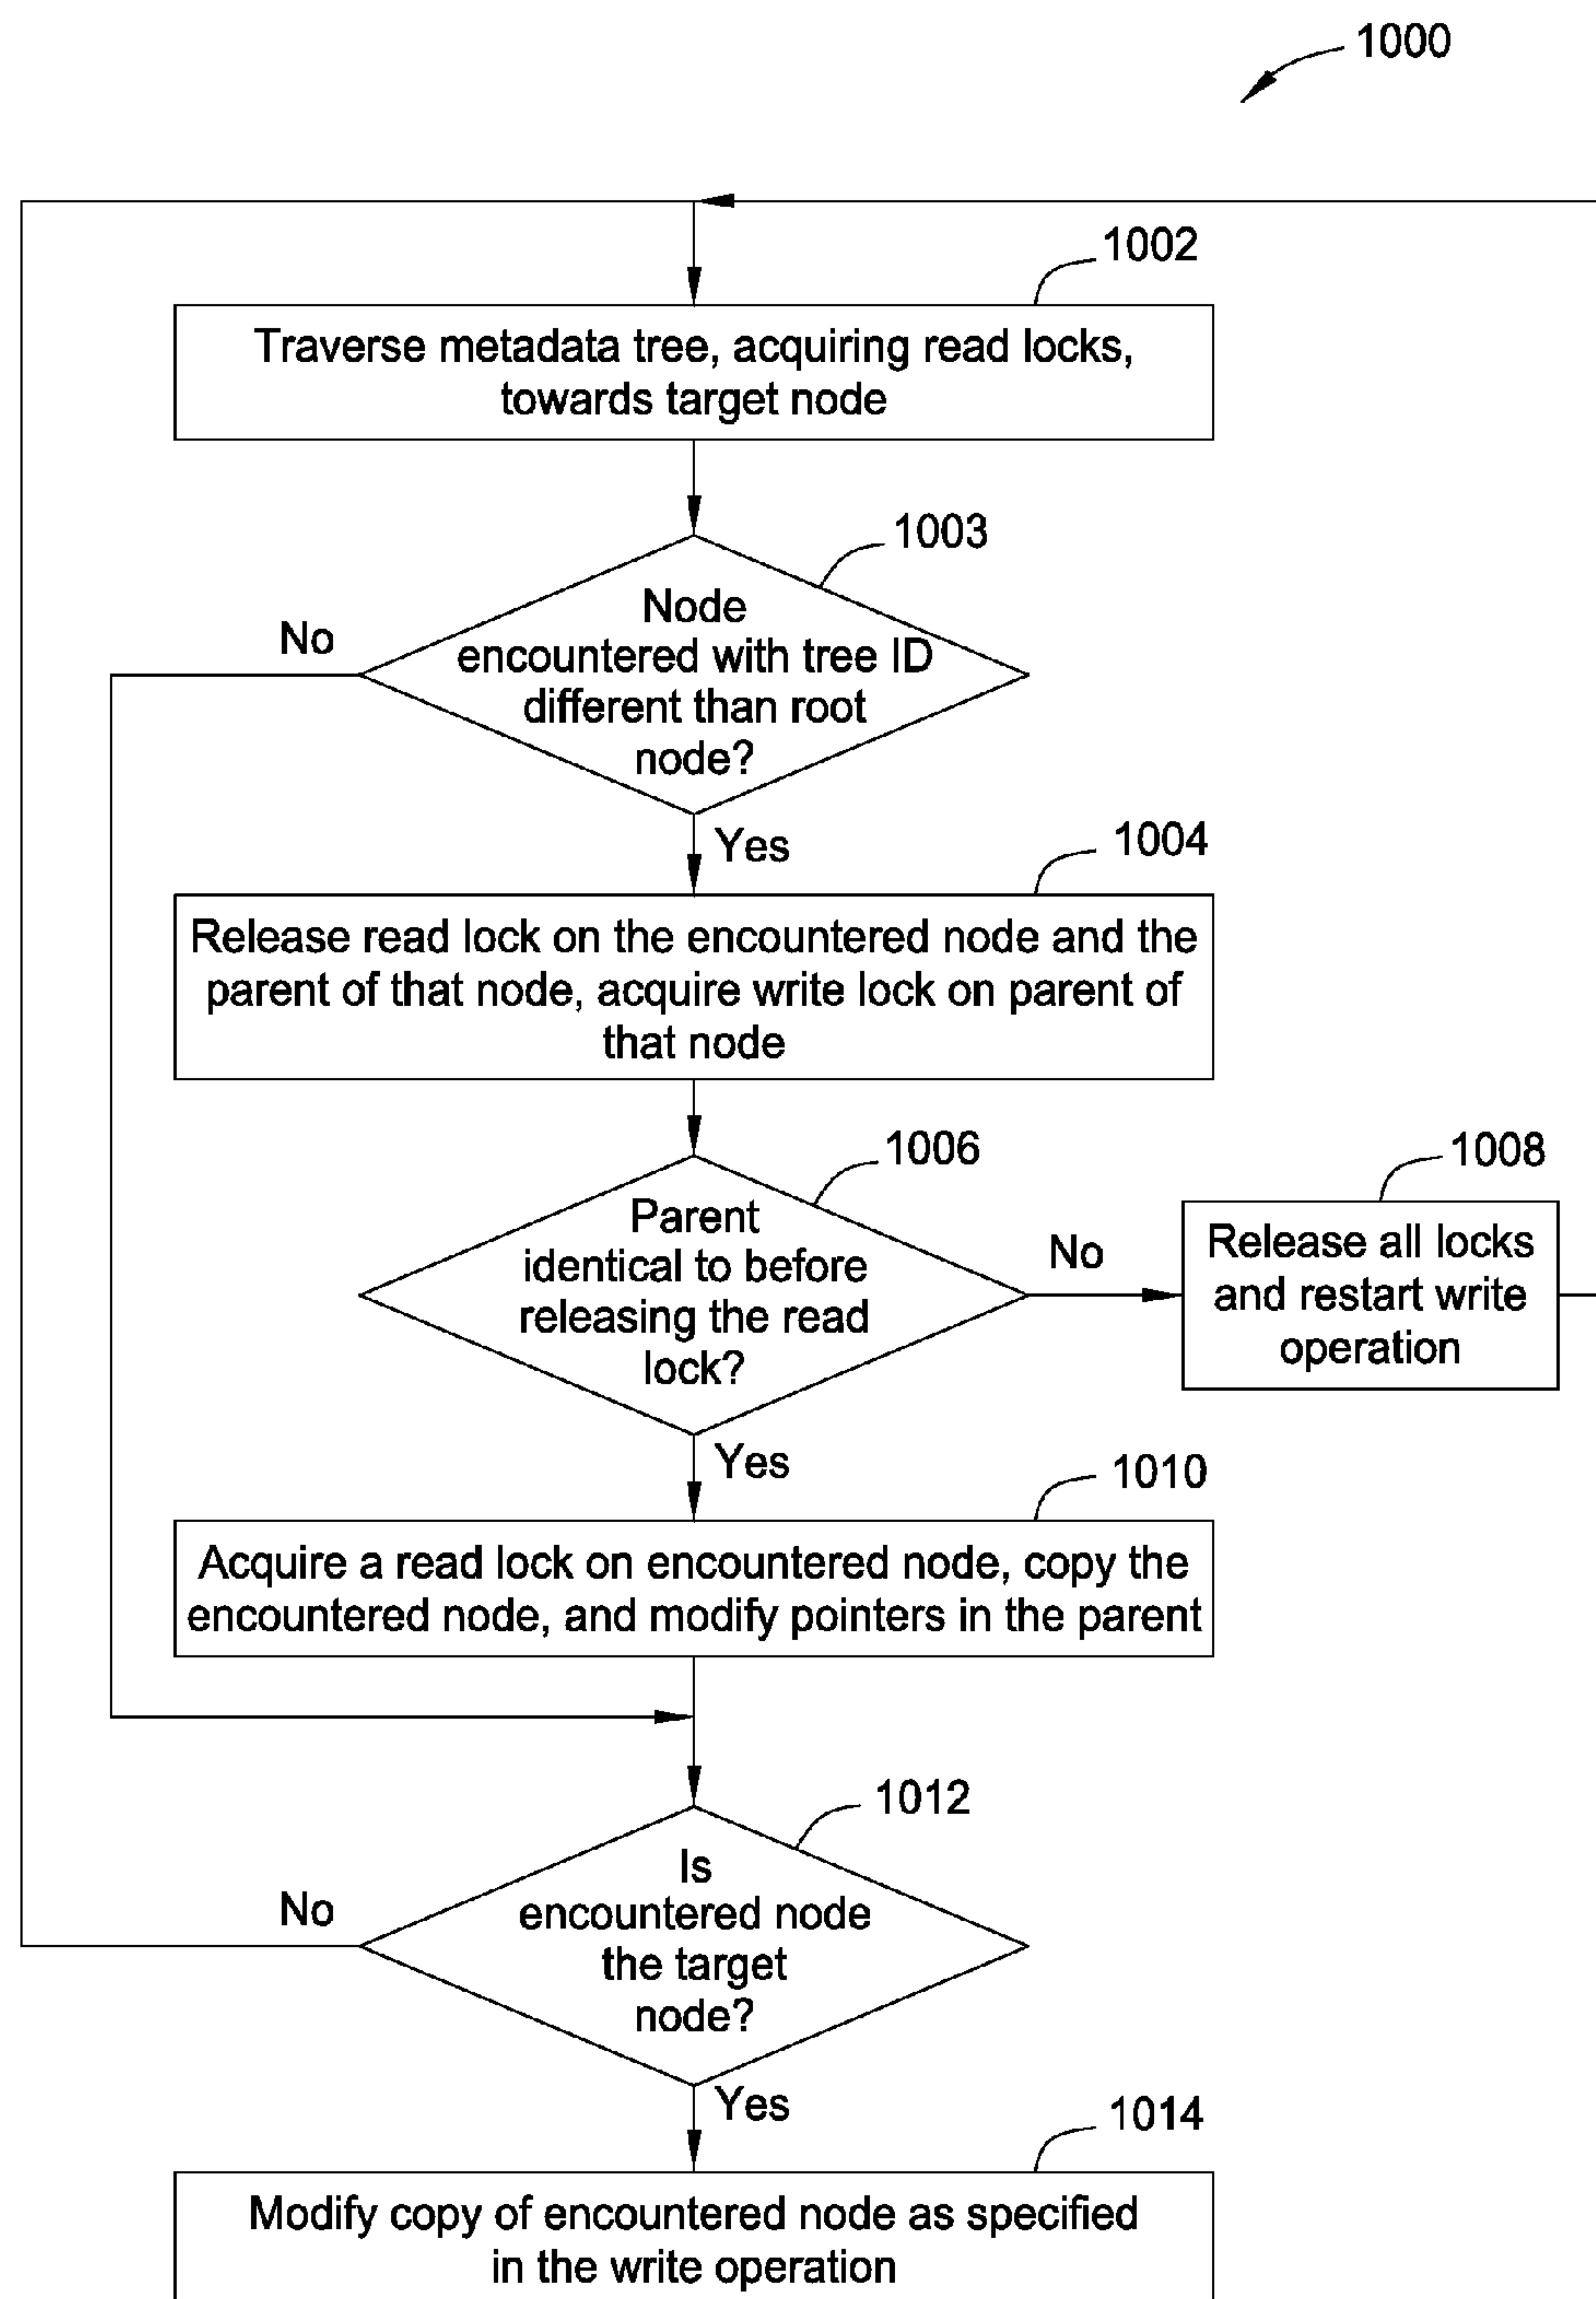 1000
1002
Traverse metadata tree, acquiring read locks,
towards target node
1003
Node
encountered with tree ID
different than root
node?
No
Yes
1004
Release read lock on the encountered node and the
parent of that node, acquire write lock on parent of
that node
1006
Parent
identical to before
releasing the read
lock?
No
1008
Release all locks
and restart write
operation
Yes
1010
Acquire a read lock on encountered node, copy the
encountered node, and modify pointers in the parent
1012
Is
encountered node
the target
node?
No
Yes
1014
Modify copy of encountered node as specified
in the write operation